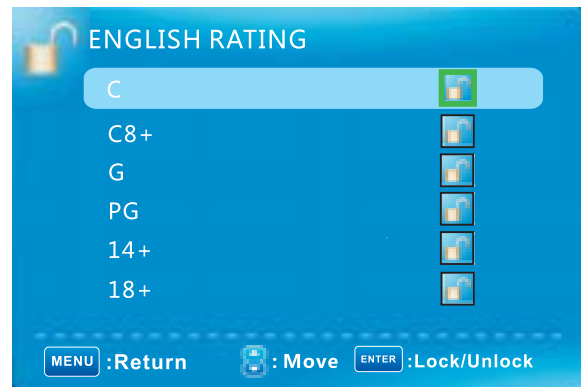 ENGLISH RATING
C
C8+
G
PG
14+
18+
MENU :Return : Move ENTER :Lock/Unlock